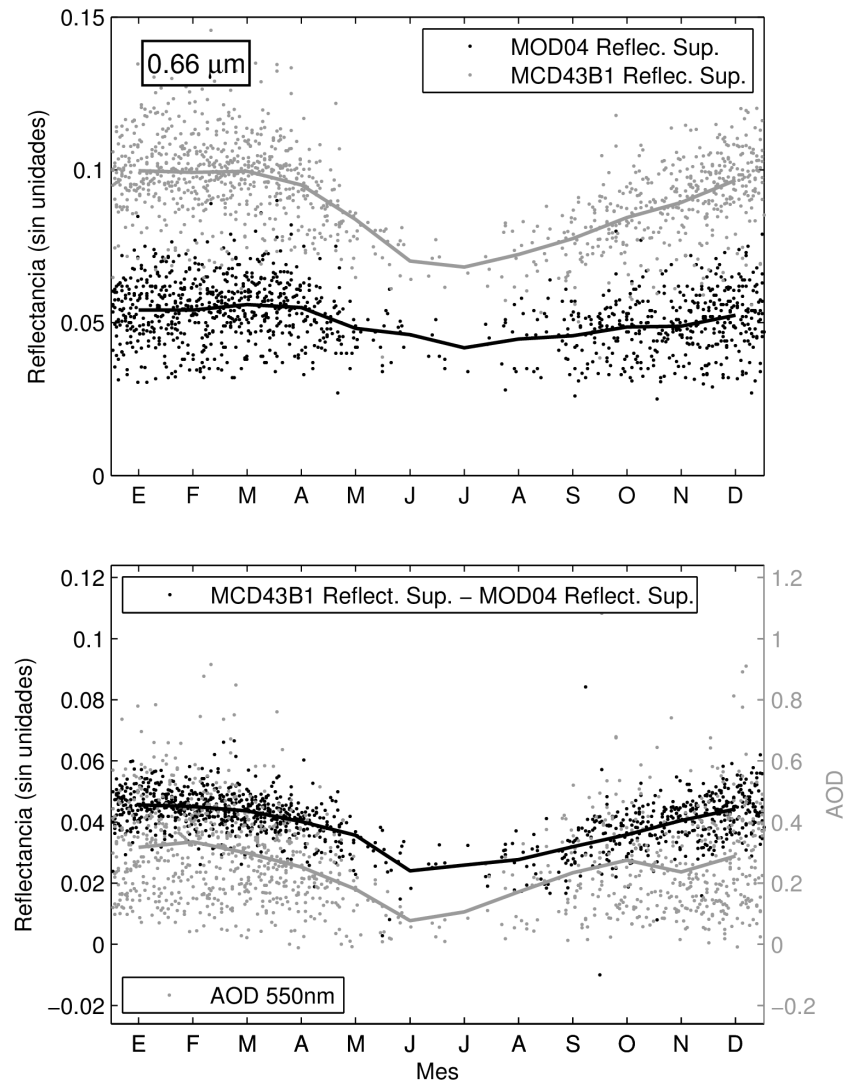 0.15
0.66 µm
MOD04 Reflec. Sup.
MCD43B1 Reflec. Sup.
0.1
0.05
0
Reflectancia (sin unidades)
E F M A M J J A S O N D
0.12
0.1
0.08
0.06
0.04
0.02
0
−0.02
Reflectancia (sin unidades)
MCD43B1 Reflect. Sup. − MOD04 Reflect. Sup.
AOD 550nm
1.2
1
0.8
0.6
0.4
0.2
0
−0.2
AOD
E F M A M J J A S O N D
Mes